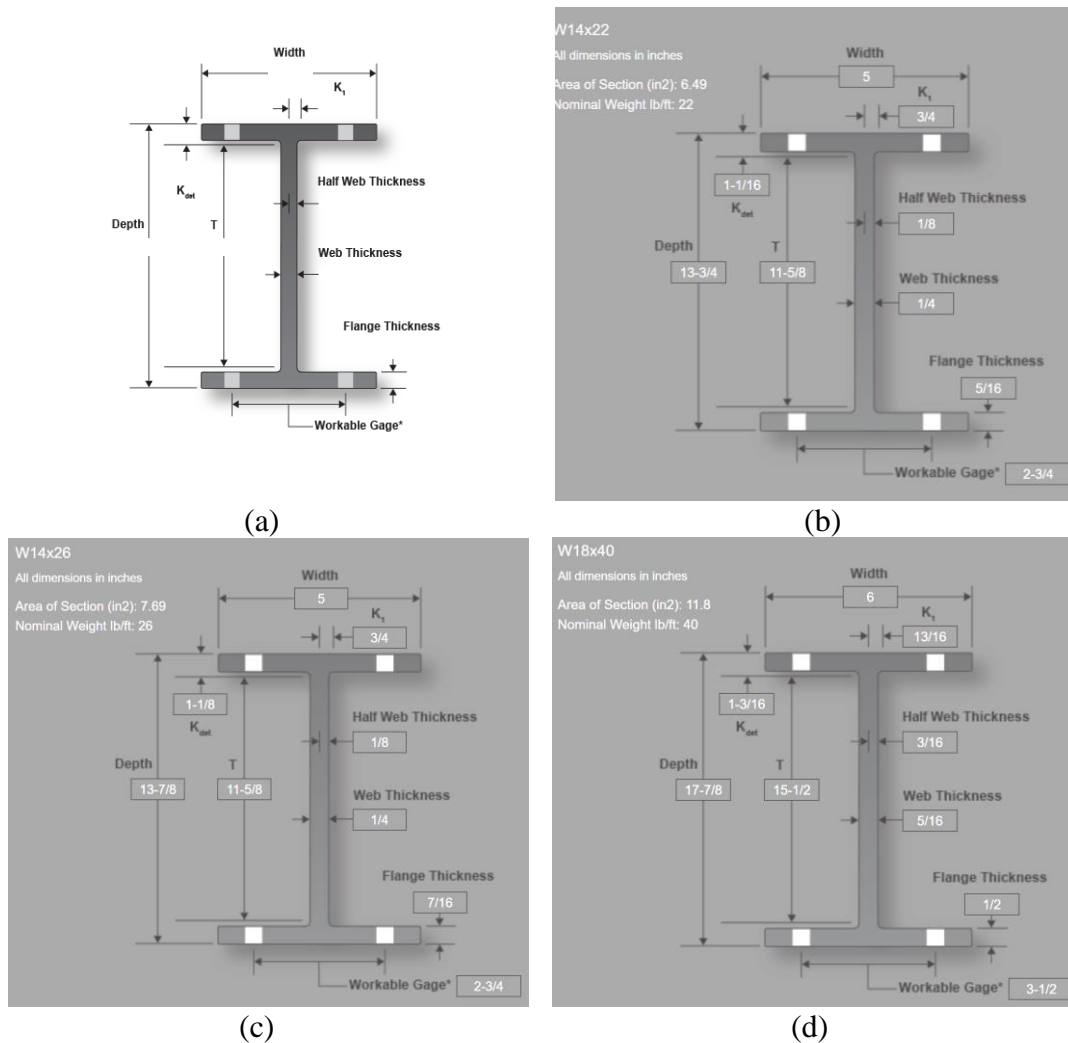 Width
K1
Kdet
Half Web Thickness
Depth
T
Web Thickness
Flange Thickness
Workable Gage*
(a)
W14x22
All dimensions in inches
Width
Area of Section (in2): 6.49
5
Nominal Weight lb/ft: 22
K1
3/4
1-1/16
Kdet
Half Web Thickness
1/8
Depth
T
13-3/4
11-5/8
Web Thickness
1/4
Flange Thickness
5/16
Workable Gage*
2-3/4
(b)
W14x26
All dimensions in inches
Width
Area of Section (in2): 7.69
5
Nominal Weight lb/ft: 26
K1
3/4
1-1/8
Kdet
Half Web Thickness
1/8
Depth
T
13-7/8
11-5/8
Web Thickness
1/4
Flange Thickness
7/16
Workable Gage*
2-3/4
(c)
W18x40
All dimensions in inches
Width
Area of Section (in2): 11.8
6
Nominal Weight lb/ft: 40
K1
13/16
1-3/16
Kdet
Half Web Thickness
3/16
Depth
T
17-7/8
15-1/2
Web Thickness
5/16
Flange Thickness
1/2
Workable Gage*
3-1/2
(d)